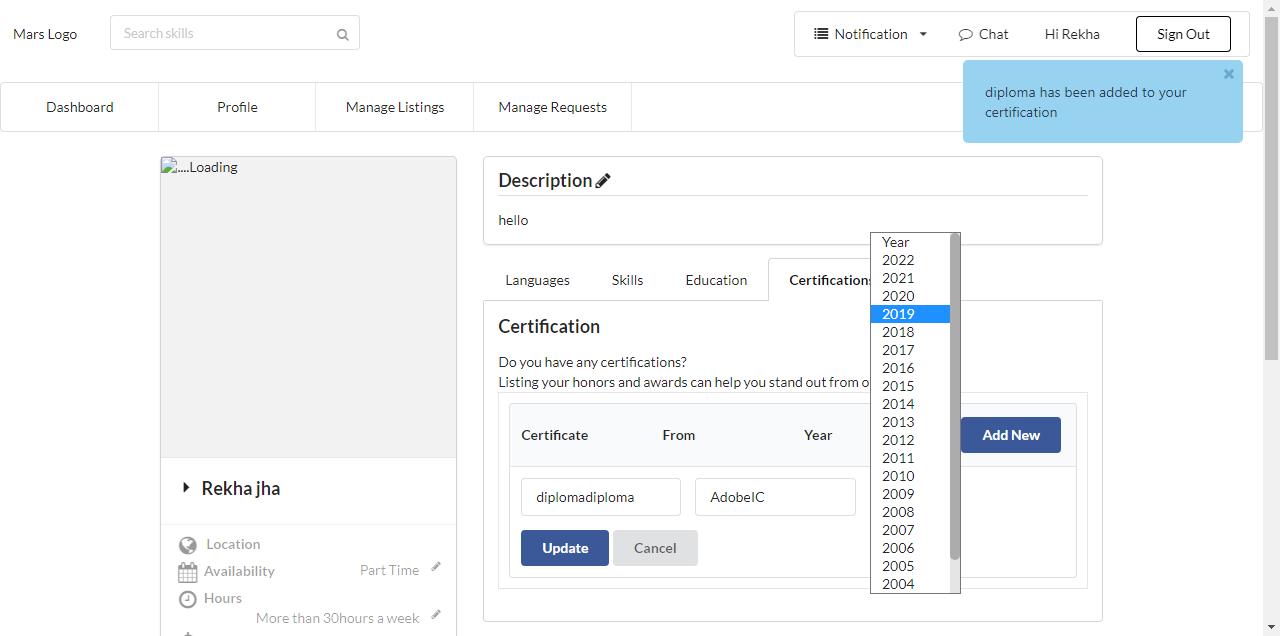 Mars Logo
Search skills
Notification
Chat
Hi Rekha
Sign Out
diploma has been added to your
certification
Dashboard
Profile
Manage Listings
Manage Requests
....Loading
Description
hello
Languages
Skills
Education
Certifications
Certification
Do you have any certifications?
Listing your honors and awards can help you stand out from
Certificate
From
Year
Add New
diplomadiploma
AdobeIC
Update
Cancel
Year
2022
2021
2020
2019
2018
2017
2016
2015
2014
2013
2012
2011
2010
2009
2008
2007
2006
2005
2004
Rekha jha
Location
Availability
Part Time
Hours
More than 30hours a week